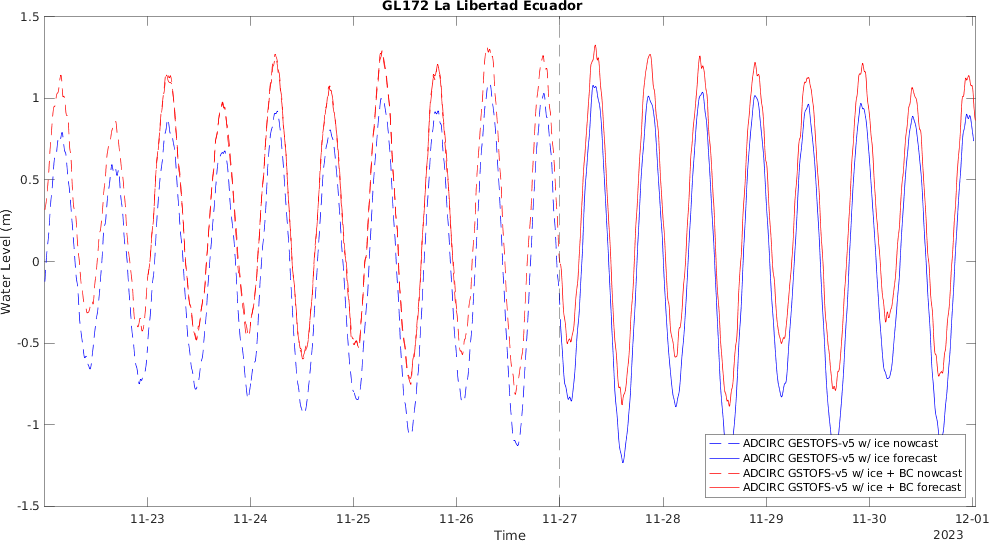 GL172 La Libertad Ecuador
1.5
1
0.5
0
-0.5
-1
-1.5
Water Level (m)
ADCIRC GESTOFS-v5 w/ ice nowcast
ADCIRC GESTOFS-v5 w/ ice forecast
ADCIRC GSTOFS-v5 w/ ice + BC nowcast
ADCIRC GSTOFS-v5 w/ ice + BC forecast
11-23 11-24 11-25 11-26 11-27 11-28 11-29 11-30 12-01
Time
2023